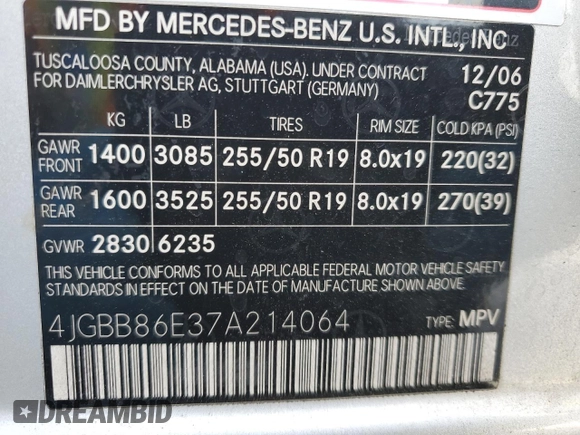 MFD BY MERCEDES-BENZ U.S. INTL., INC
TUSCALOOSA COUNTY, ALABAMA (USA). UNDER CONTRACT 12/06
FOR DAIMLERCHRYSLER AG, STUTTGART (GERMANY) C775
KG LB TIRES RIM SIZE COLD KPA (PSI)
GAWR FRONT 1400 3085 255/50 R19 8.0x19 220(32)
GAWR REAR 1600 3525 255/50 R19 8.0x19 270(39)
GVWR 2830 6235
THIS VEHICLE CONFORMS TO ALL APPLICABLE FEDERAL MOTOR VEHICLE SAFETY
STANDARDS IN EFFECT ON THE DATE OF MANUFACTURE SHOWN ABOVE.
4JGBB86E37A214064 TYPE: MPV
DREAMBID